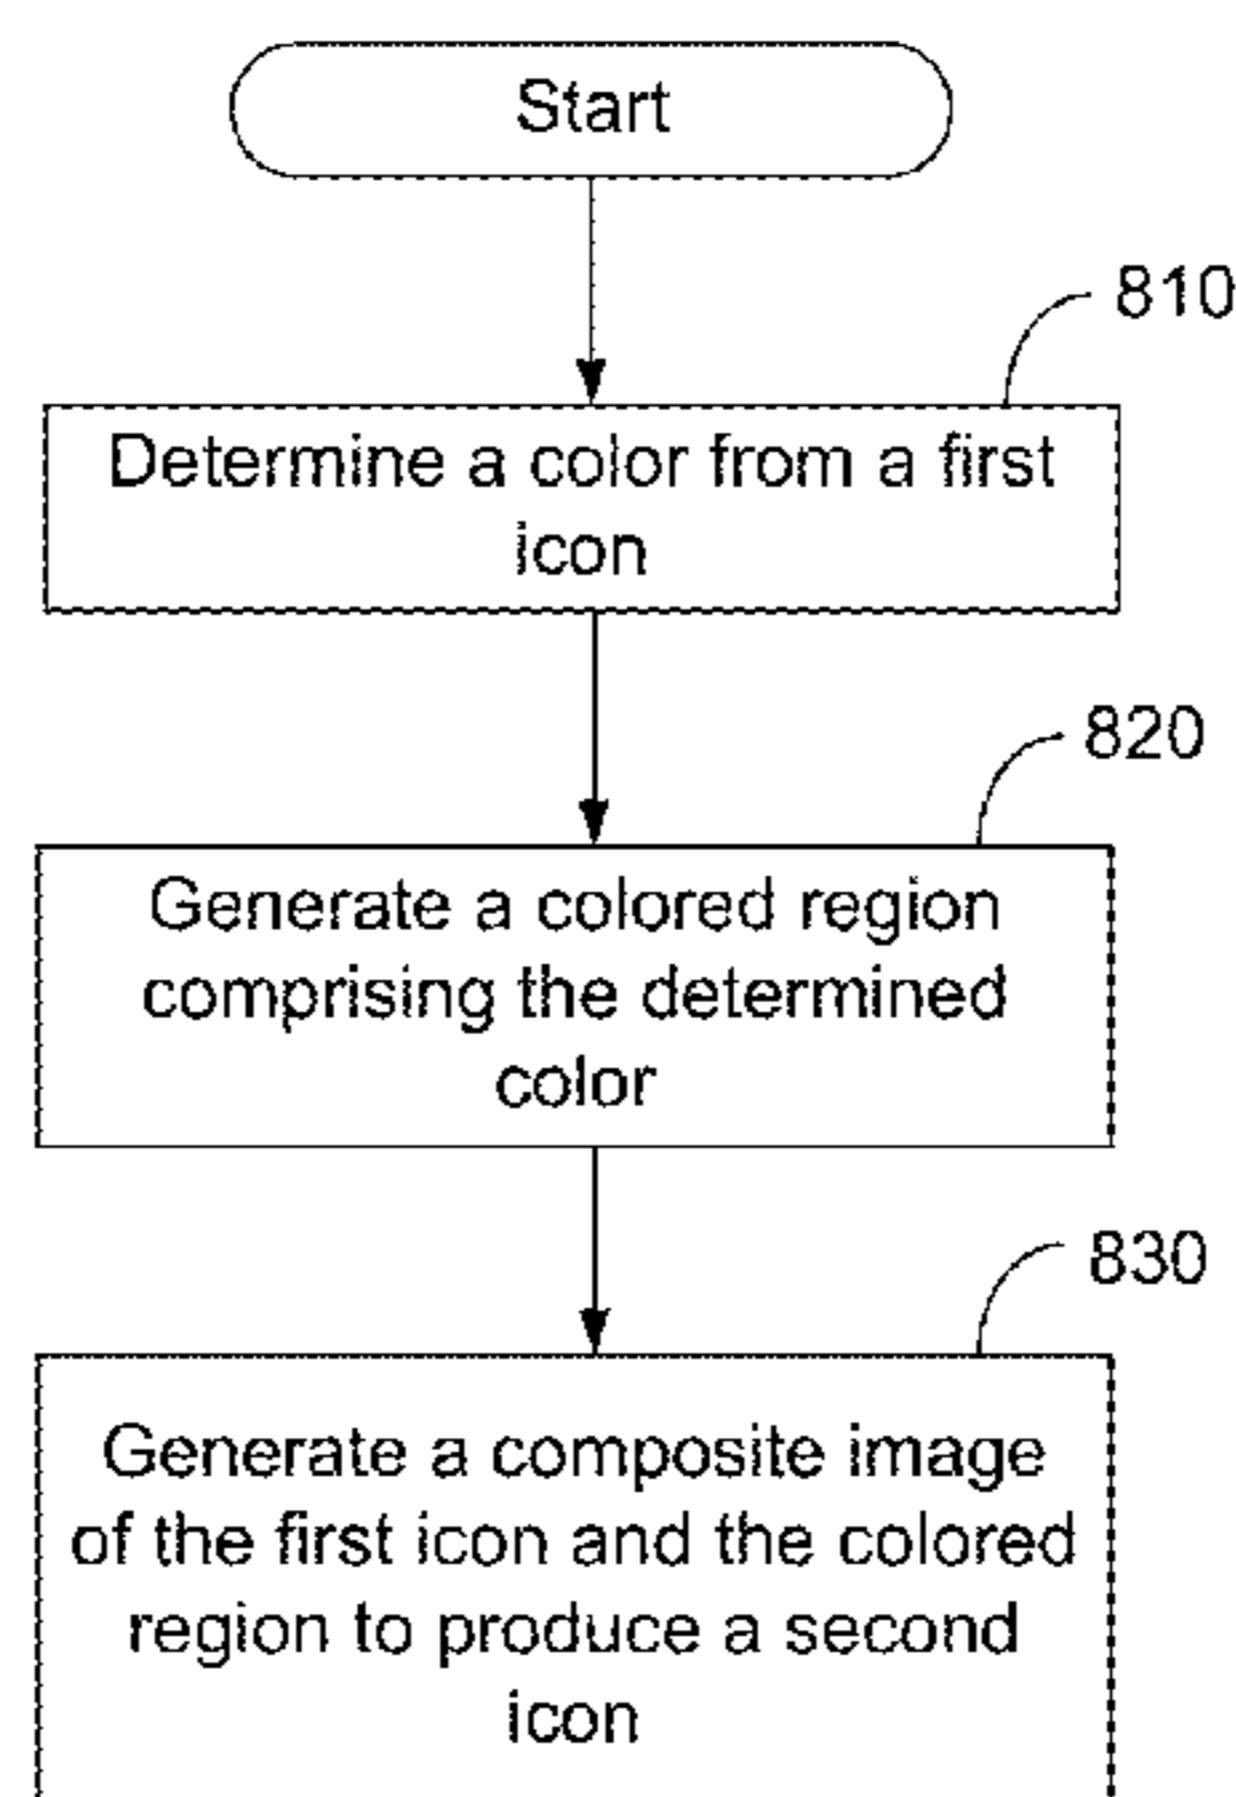 Start
810
Determine a color from a first
icon
820
Generate a colored region
comprising the determined
color
830
Generate a composite image
of the first icon and the colored
region to produce a second
icon